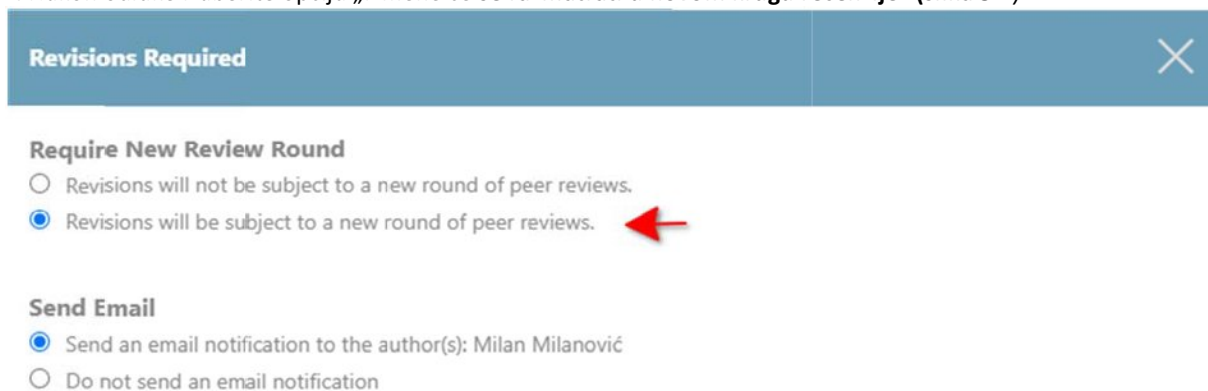 Revisions Required
Require New Review Round
Revisions will not be subject to a new round of peer reviews.
Revisions will be subject to a new round of peer reviews.
Send Email
Send an email notification to the author(s): Milan Milanović
Do not send an email notification